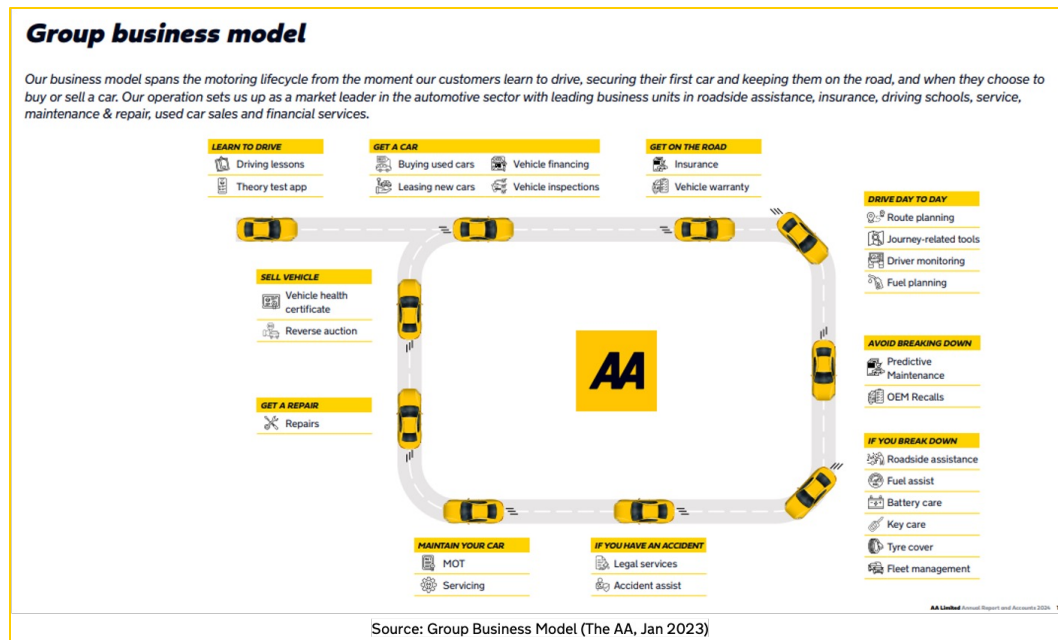 Group business model
Our business model spans the motoring lifecycle from the moment our customers learn to drive, securing their first car and keeping them on the road, and when they choose to
buy or sell a car. Our operation sets us up as a market leader in the automotive sector with leading business units in roadside assistance, insurance, driving schools, service,
maintenance & repair, used car sales and financial services.
LEARN TO DRIVE
Driving lessons
Theory test app
GET A CAR
Buying used cars
Vehicle financing
Leasing new cars
Vehicle inspections
GET ON THE ROAD
Insurance
Vehicle warranty
DRIVE DAY TO DAY
Route planning
Journey-related tools
Driver monitoring
Fuel planning
SELL VEHICLE
Vehicle health
certificate
Reverse auction
AA
AVOID BREAKING DOWN
Predictive
Maintenance
OEM Recalls
GET A REPAIR
Repairs
IF YOU BREAK DOWN
Roadside assistance
Fuel assist
Battery care
Key care
Tyre cover
Fleet management
MAINTAIN YOUR CAR
MOT
Servicing
IF YOU HAVE AN ACCIDENT
Legal services
Accident assist
AA Limited Annual Report and Accounts 2024 1
Source: Group Business Model (The AA, Jan 2023)